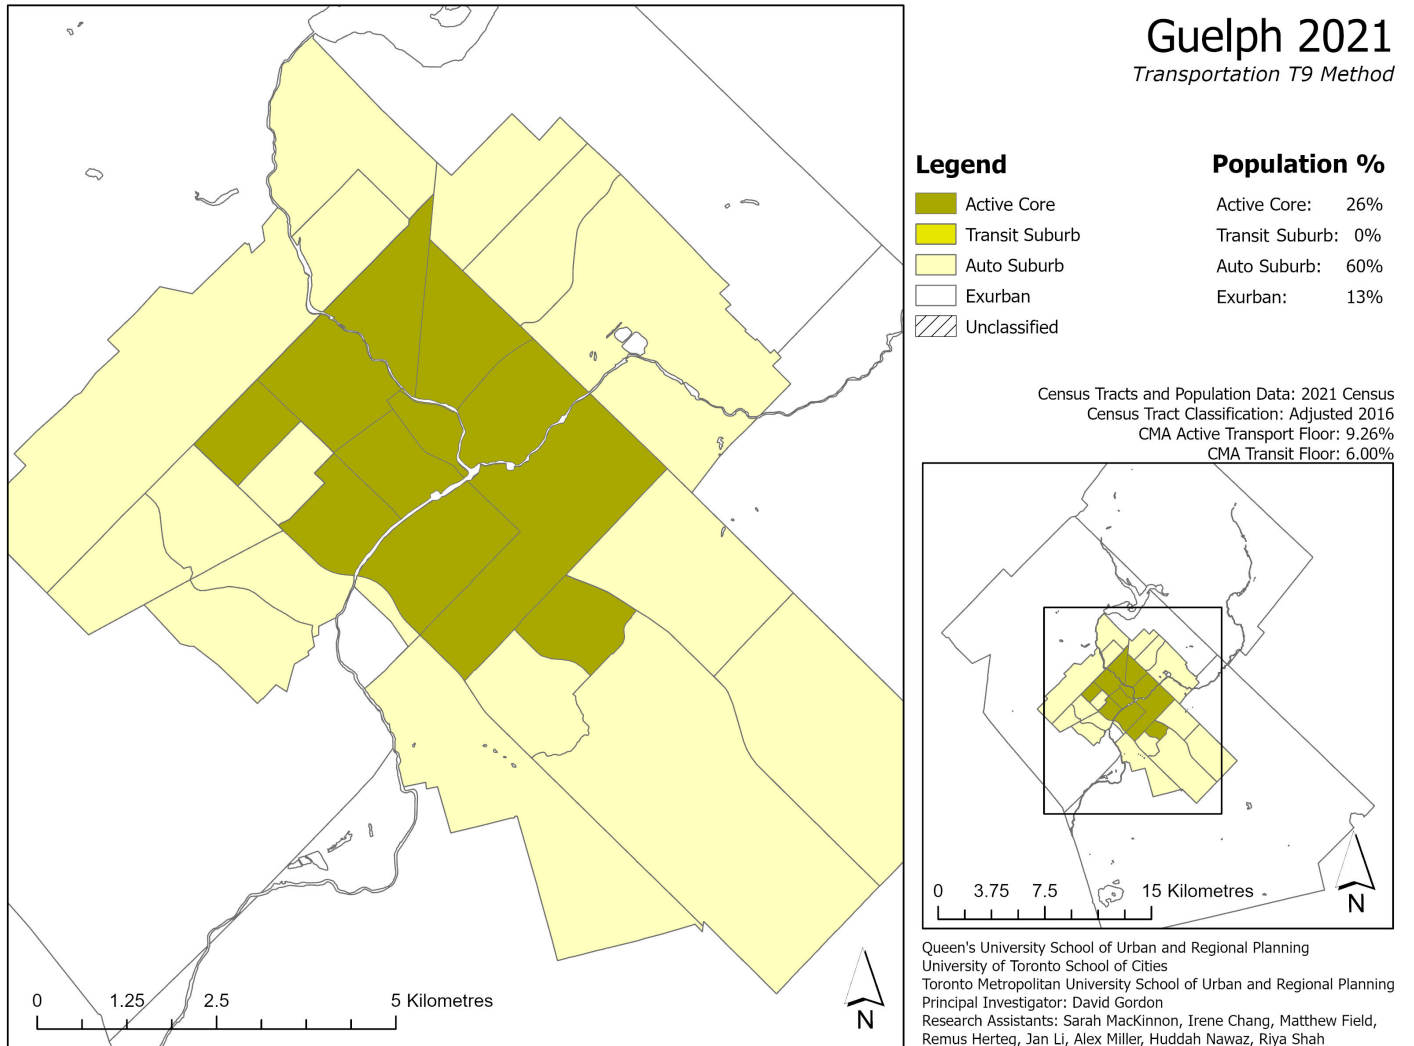 Guelph 2021
Transportation T9 Method
Legend
Active Core
Transit Suburb
Auto Suburb
Exurban
Unclassified
Population %
Active Core: 26%
Transit Suburb: 0%
Auto Suburb: 60%
Exurban: 13%
Census Tracts and Population Data: 2021 Census
Census Tract Classification: Adjusted 2016
CMA Active Transport Floor: 9.26%
CMA Transit Floor: 6.00%
0 1.25 2.5 5 Kilometres
N
0 3.75 7.5 15 Kilometres
N
Queen's University School of Urban and Regional Planning
University of Toronto School of Cities
Toronto Metropolitan University School of Urban and Regional Planning
Principal Investigator: David Gordon
Research Assistants: Sarah MacKinnon, Irene Chang, Matthew Field,
Remus Herteg, Jan Li, Alex Miller, Huddah Nawaz, Riya Shah